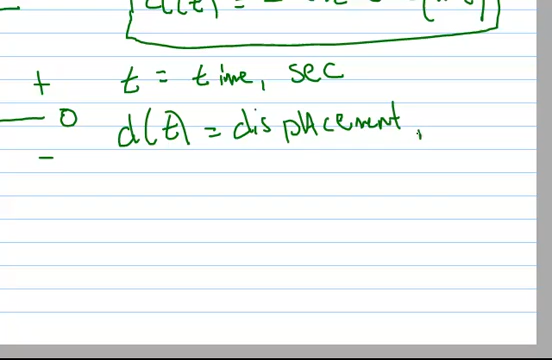 d(t) =
+ t = time, sec
0 d(t) = displacement,
-